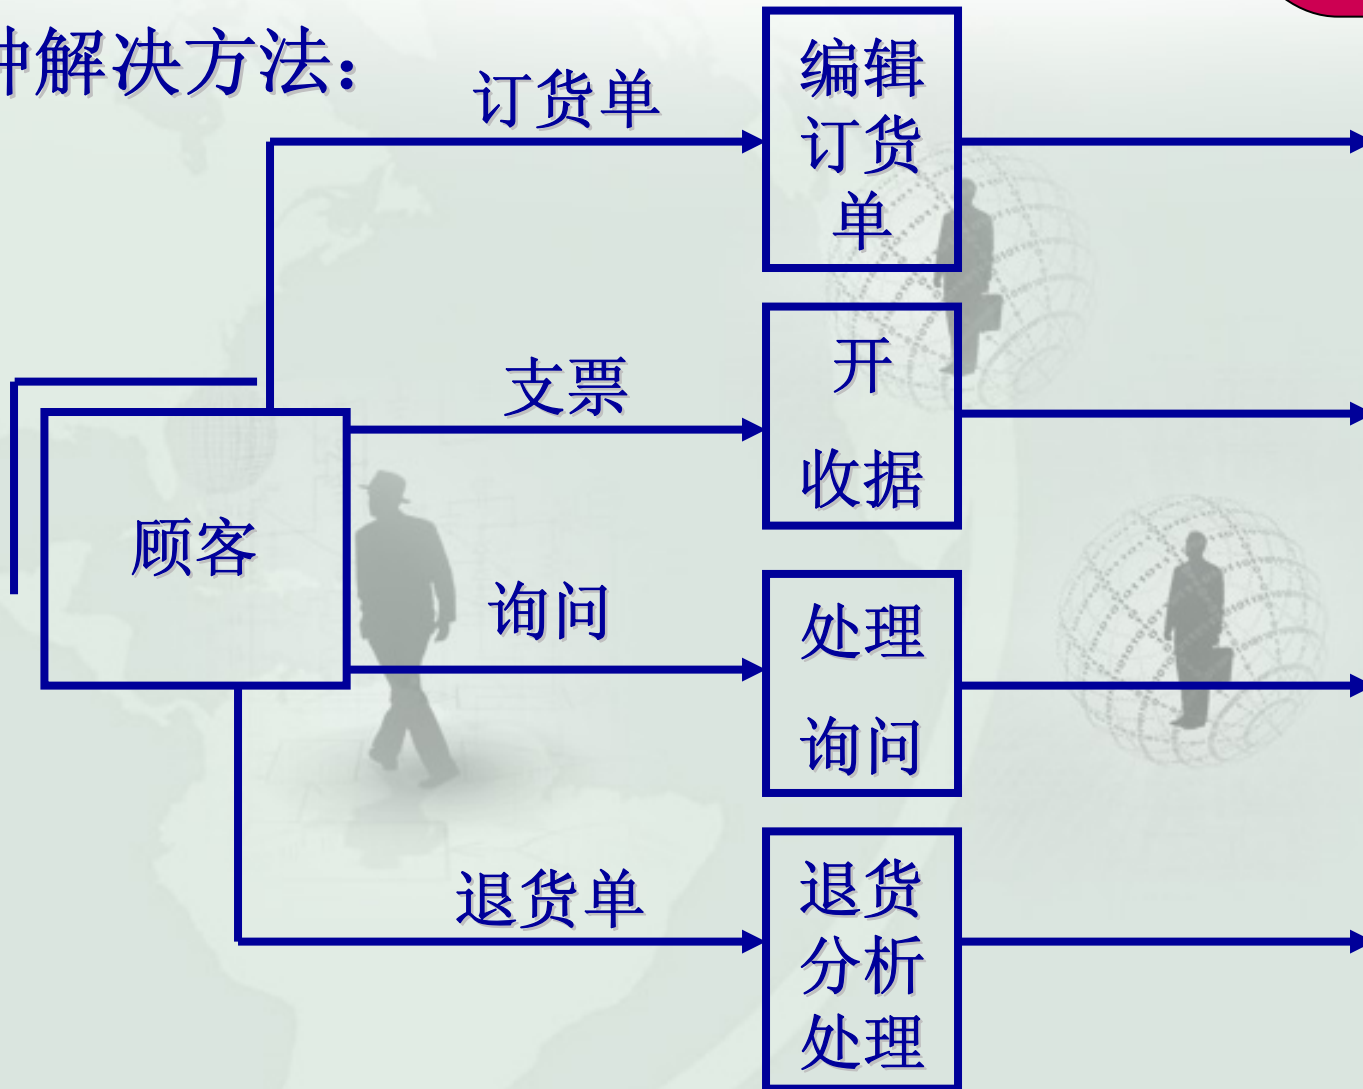 解决方法：
订货单
编辑
订货
单
支票
开
收据
顾客
询问
处理
询问
退货单
退货
分析
处理